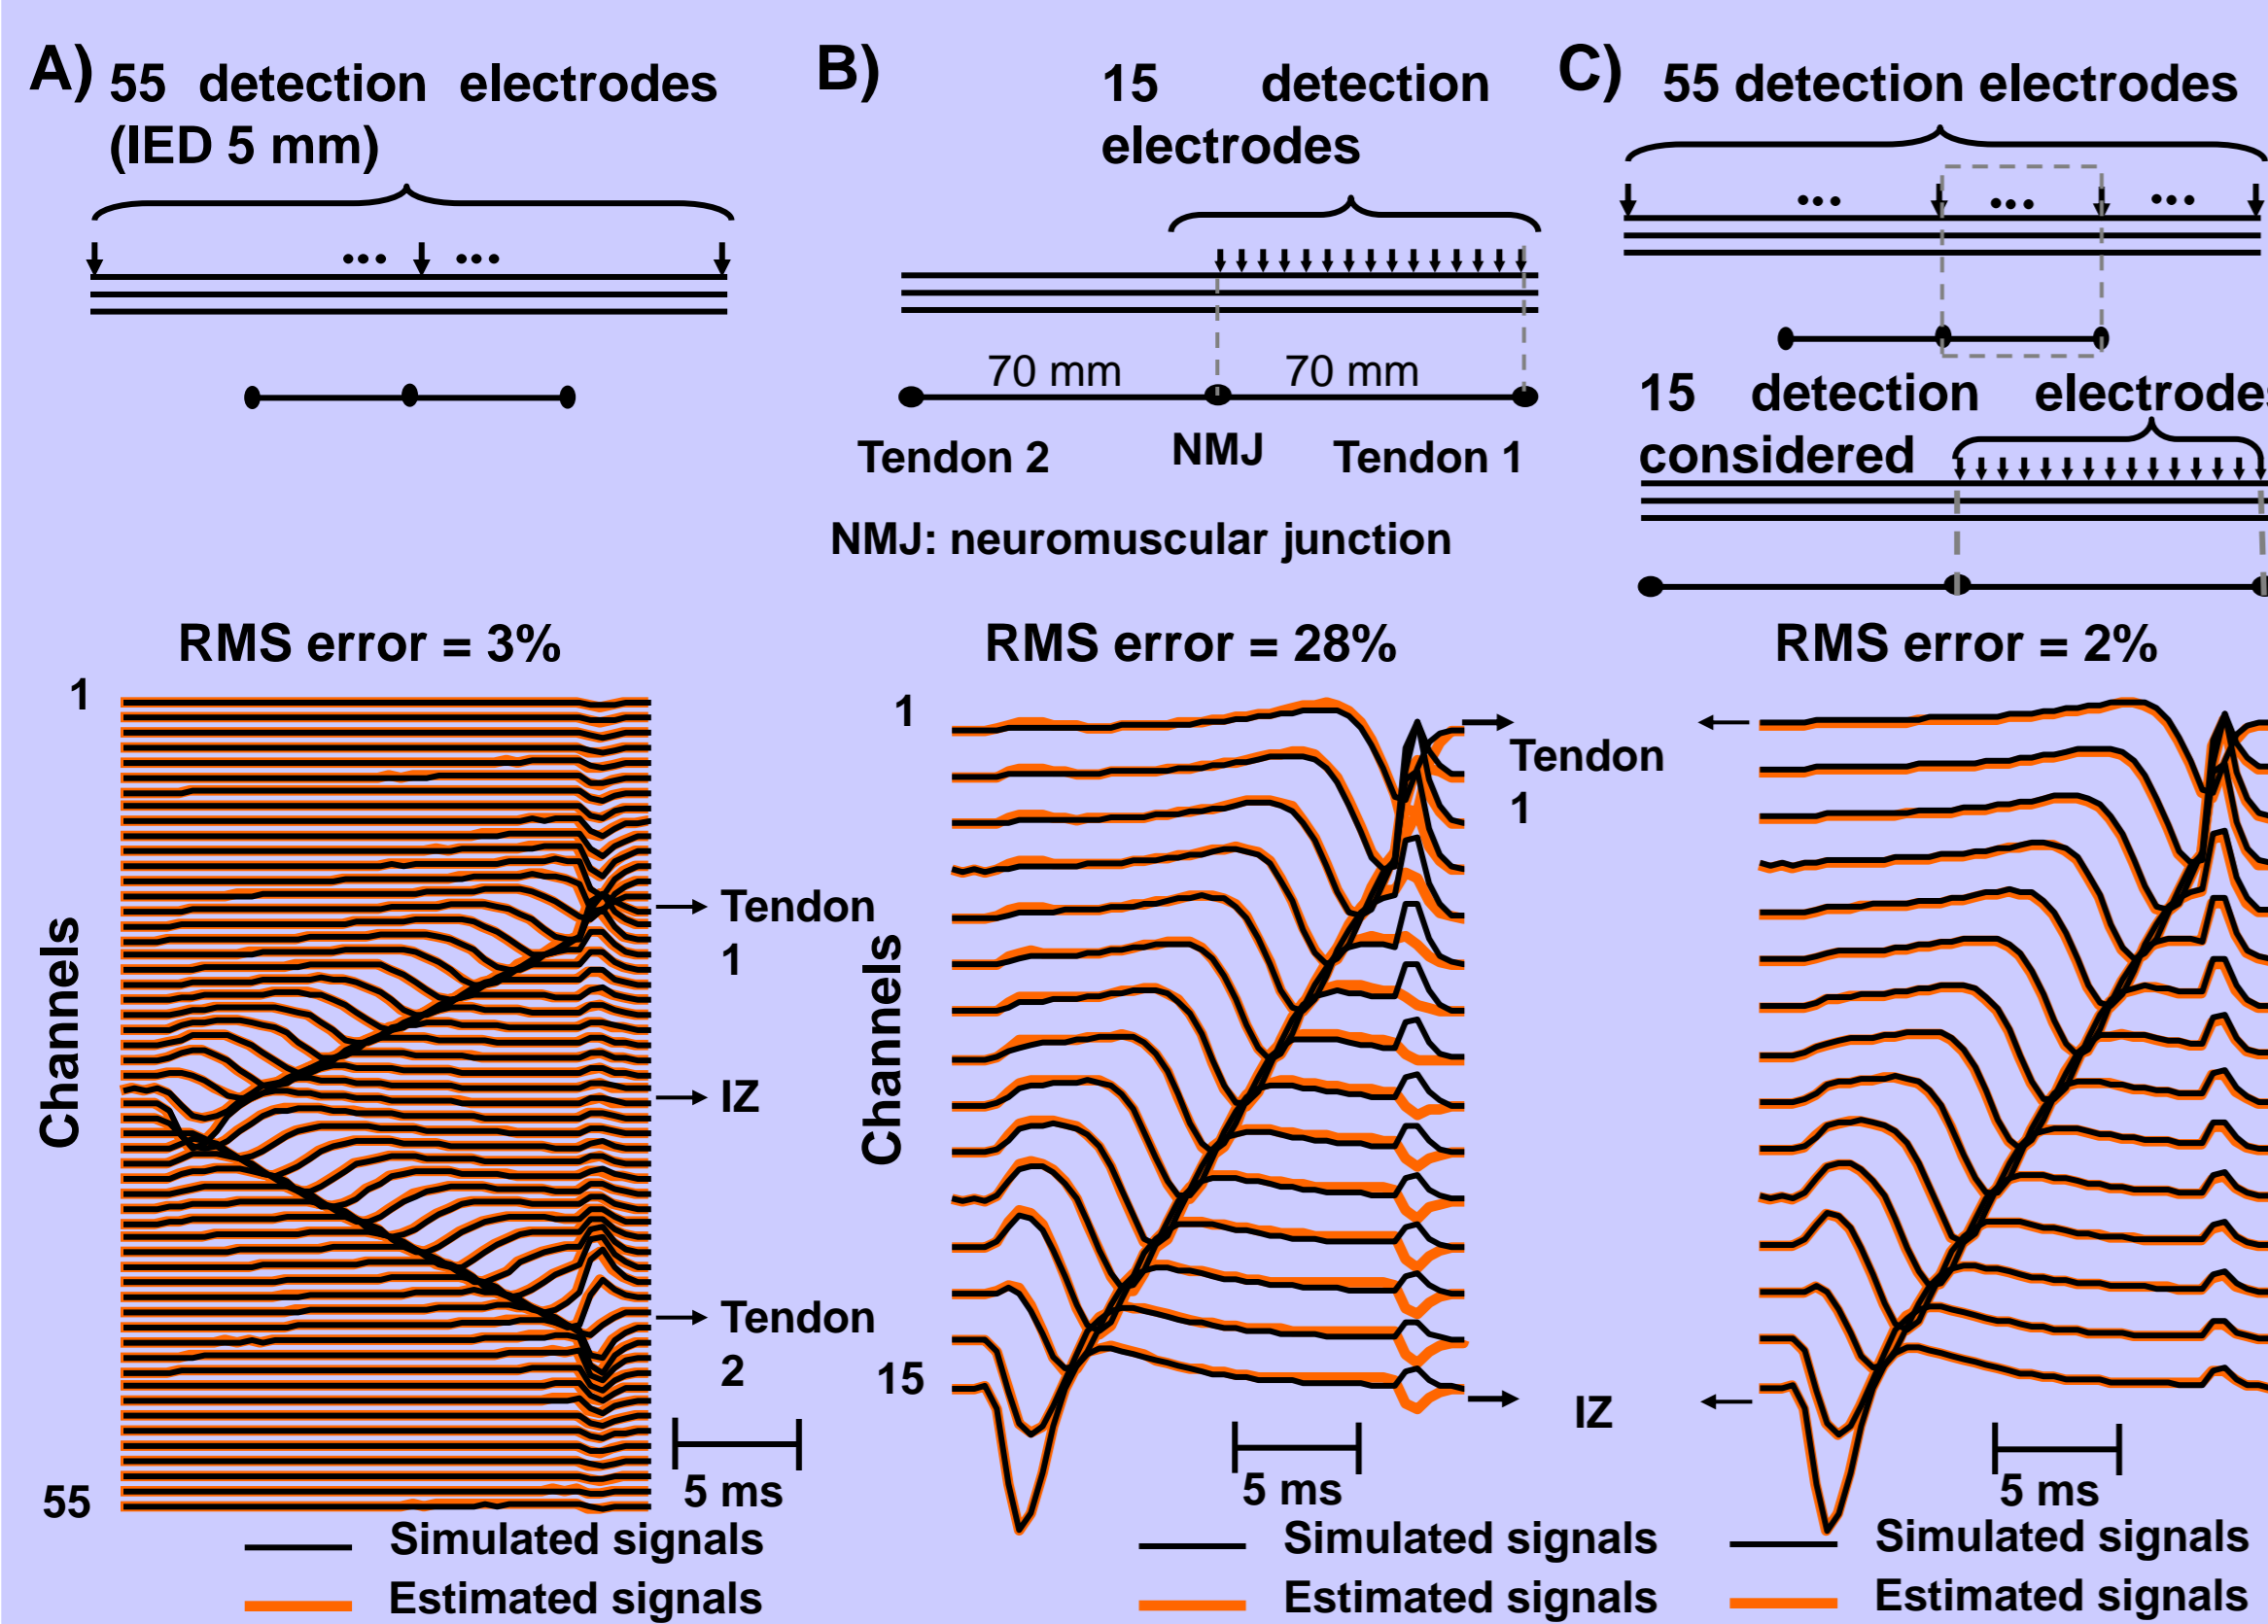 A) 55 detection electrodes
(IED 5 mm)
B) 15 detection
electrodes
70 mm 70 mm
Tendon 2 NMJ Tendon 1
NMJ: neuromuscular junction
C) 55 detection electrodes
15 detection electrodes
considered
RMS error = 3%
RMS error = 28%
RMS error = 2%
1
55
Channels
Tendon
1
IZ
Tendon
2
5 ms
Simulated signals
Estimated signals
1
15
Channels
Tendon
1
IZ
5 ms
Simulated signals
Estimated signals
5 ms
Simulated signals
Estimated signals